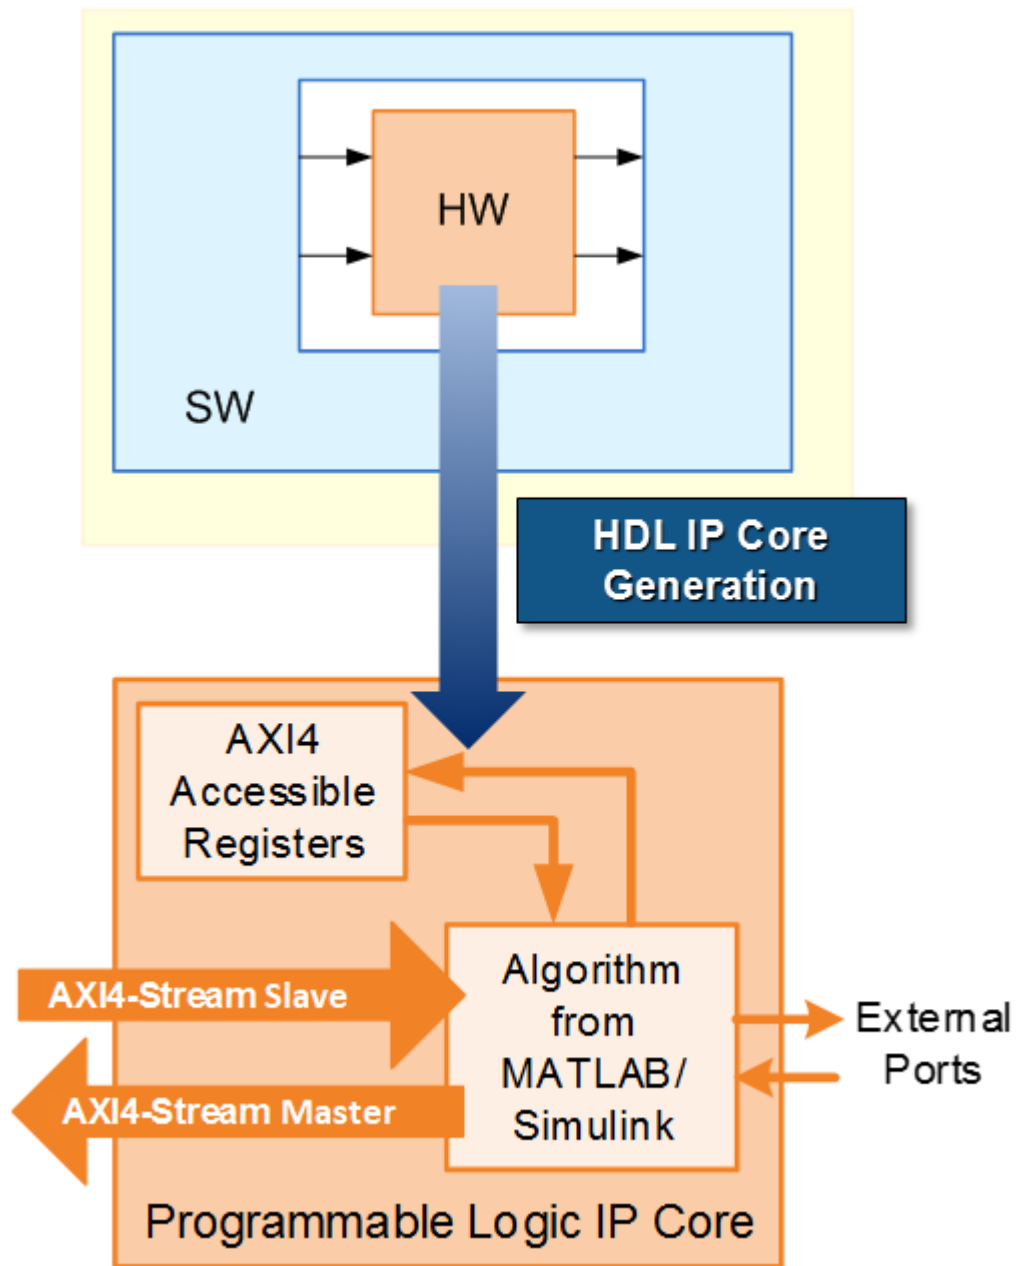 HW
SW
HDL IP Core
Generation
AXI4
Accessible
Registers
AXI4-Stream Slave
AXI4-Stream Master
Algorithm
from
MATLAB/
Simulink
External
Ports
Programmable Logic IP Core